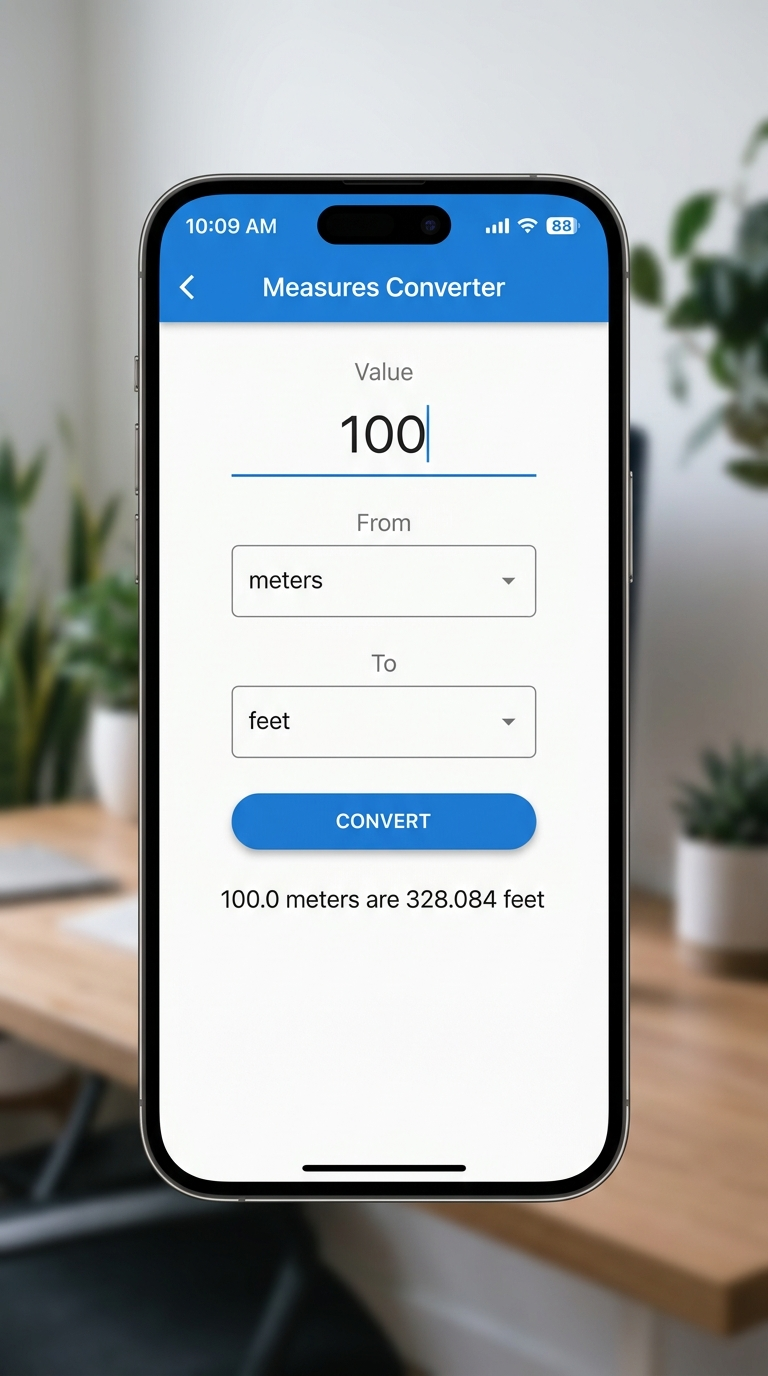 10:09 AM
88
Measures Converter
Value
100
From
meters
To
feet
CONVERT
100.0 meters are 328.084 feet